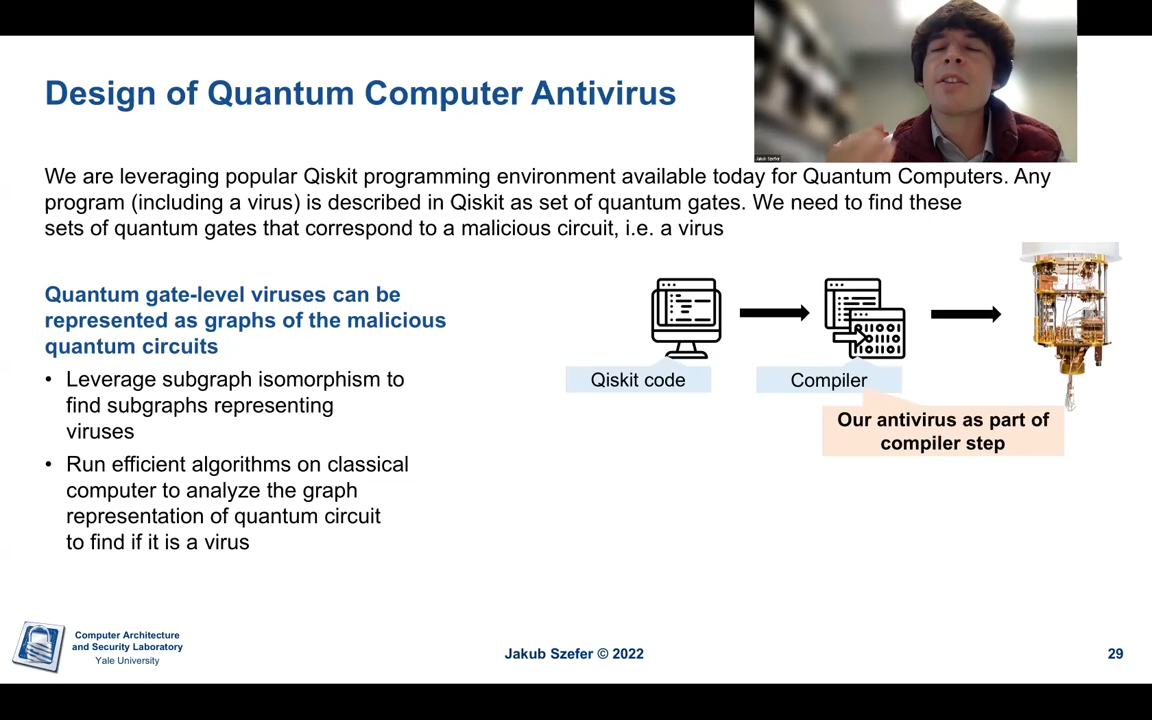 Design of Quantum Computer Antivirus
Jakub Szefer
We are leveraging popular Qiskit programming environment available today for Quantum Computers. Any
program (including a virus) is described in Qiskit as set of quantum gates. We need to find these
sets of quantum gates that correspond to a malicious circuit, i.e. a virus
Quantum gate-level viruses can be
represented as graphs of the malicious
quantum circuits
• Leverage subgraph isomorphism to
find subgraphs representing
viruses
• Run efficient algorithms on classical
computer to analyze the graph
representation of quantum circuit
to find if it is a virus
Qiskit code
Compiler
Our antivirus as part of
compiler step
Computer Architecture
and Security Laboratory
Yale University
Jakub Szefer © 2022
29